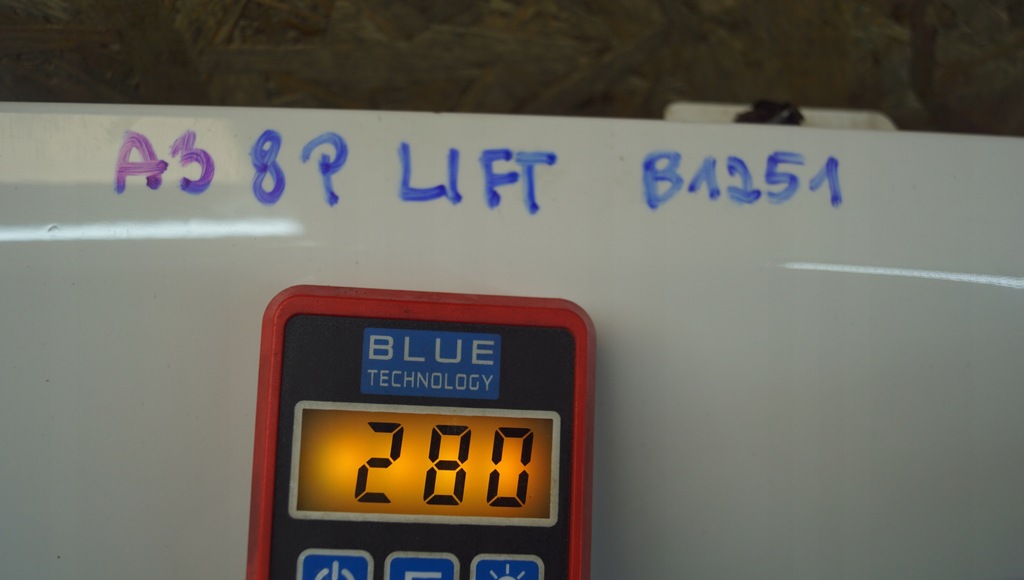 A3 8P LIFT B1251
BLUE
TECHNOLOGY
280